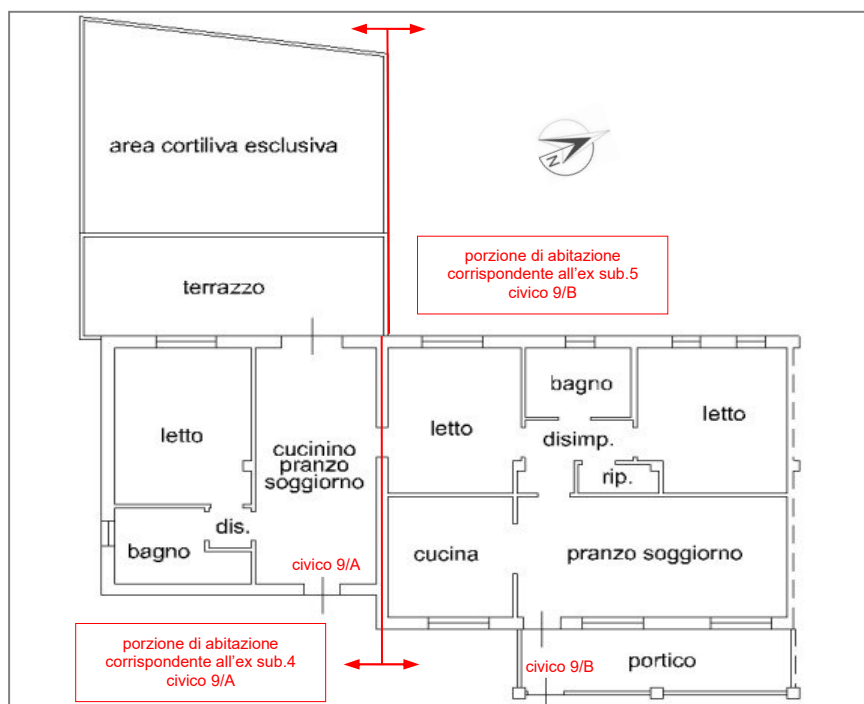 area cortiliva esclusiva
N
porzione di abitazione
corrispondente all'ex sub.5
civico 9/B
terrazzo
letto
cucinino
pranzo
soggiorno
letto
bagno
disimp.
letto
rip.
dis.
bagno
civico 9/A
cucina
pranzo soggiorno
porzione di abitazione
corrispondente all'ex sub.4
civico 9/A
civico 9/B
portico